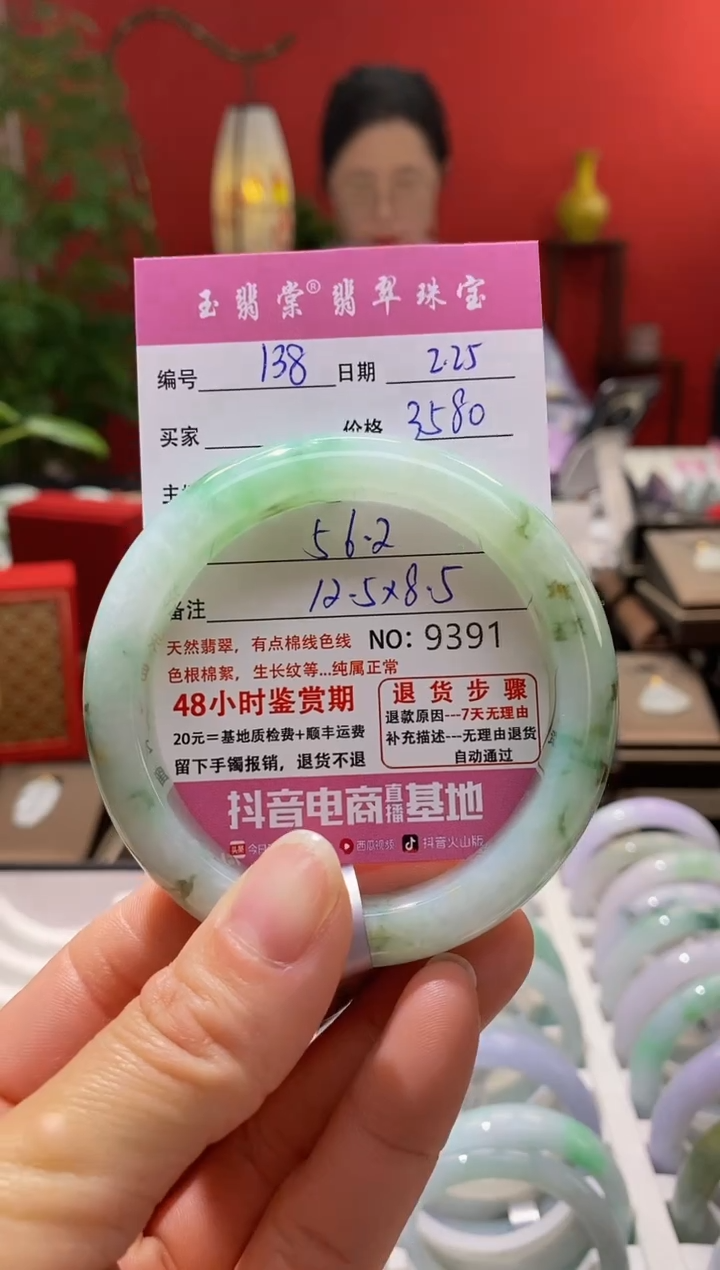 玉翡棠®翡翠珠宝
编号 138 日期 2.25
买家 价格 3580
56.2
备注 12.5x8.5
天然翡翠，有点棉线色线 NO：9391
色根棉絮，生长纹等...纯属正常
48小时鉴赏期
20元＝基地质检费+顺丰运费
留下手镯报销，退货不退
退货步骤
退款原因---7天无理由
补充描述---无理由退货
自动通过
抖音电商直播基地
西瓜视频 抖音火山版